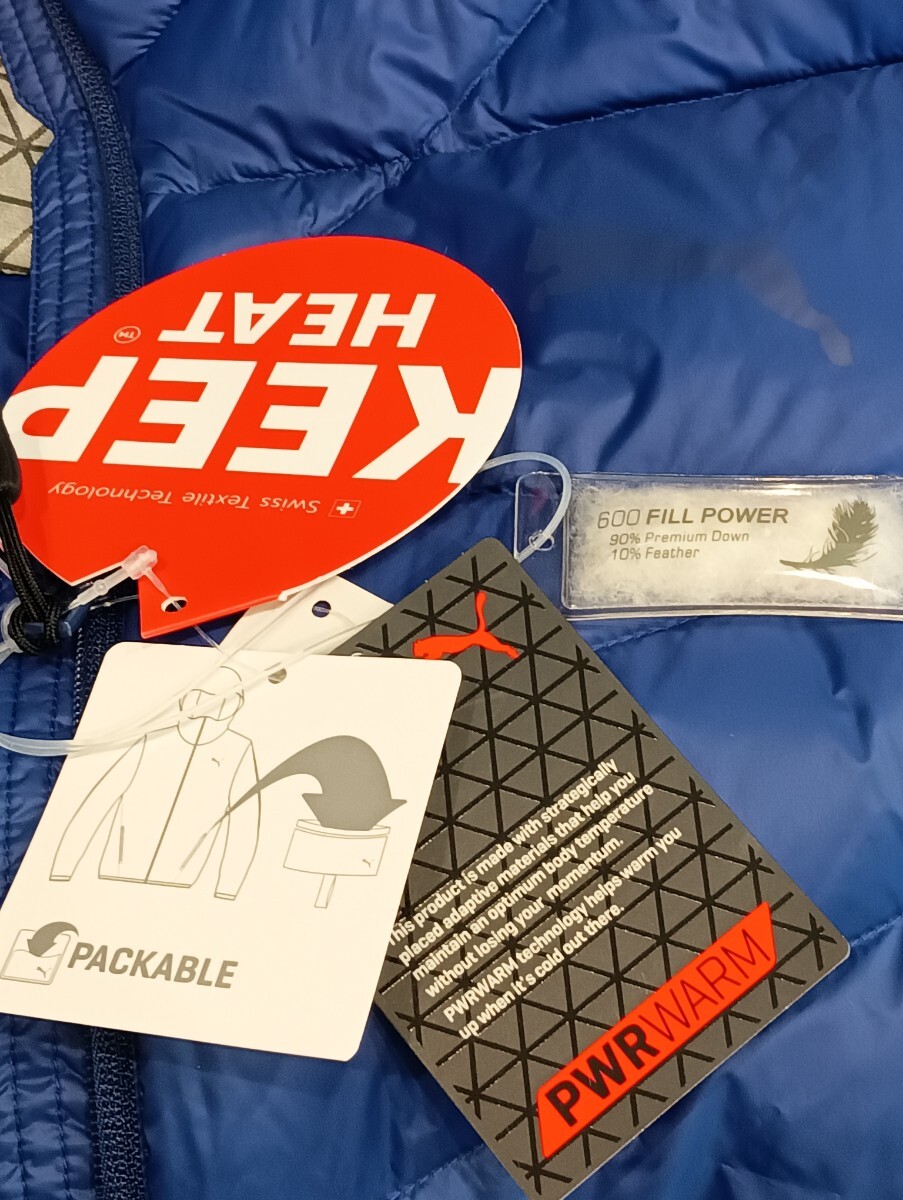 KEEP
HEAT
TM
Swiss Textile Technology
600 FILL POWER
90% Premium Down
10% Feather
PACKABLE
This product is made with strategically
placed adaptive materials that help you
maintain an optimum body temperature
without losing your momentum.
PWRWARM technology helps warm you
up when it's cold out there.
PWRWARM